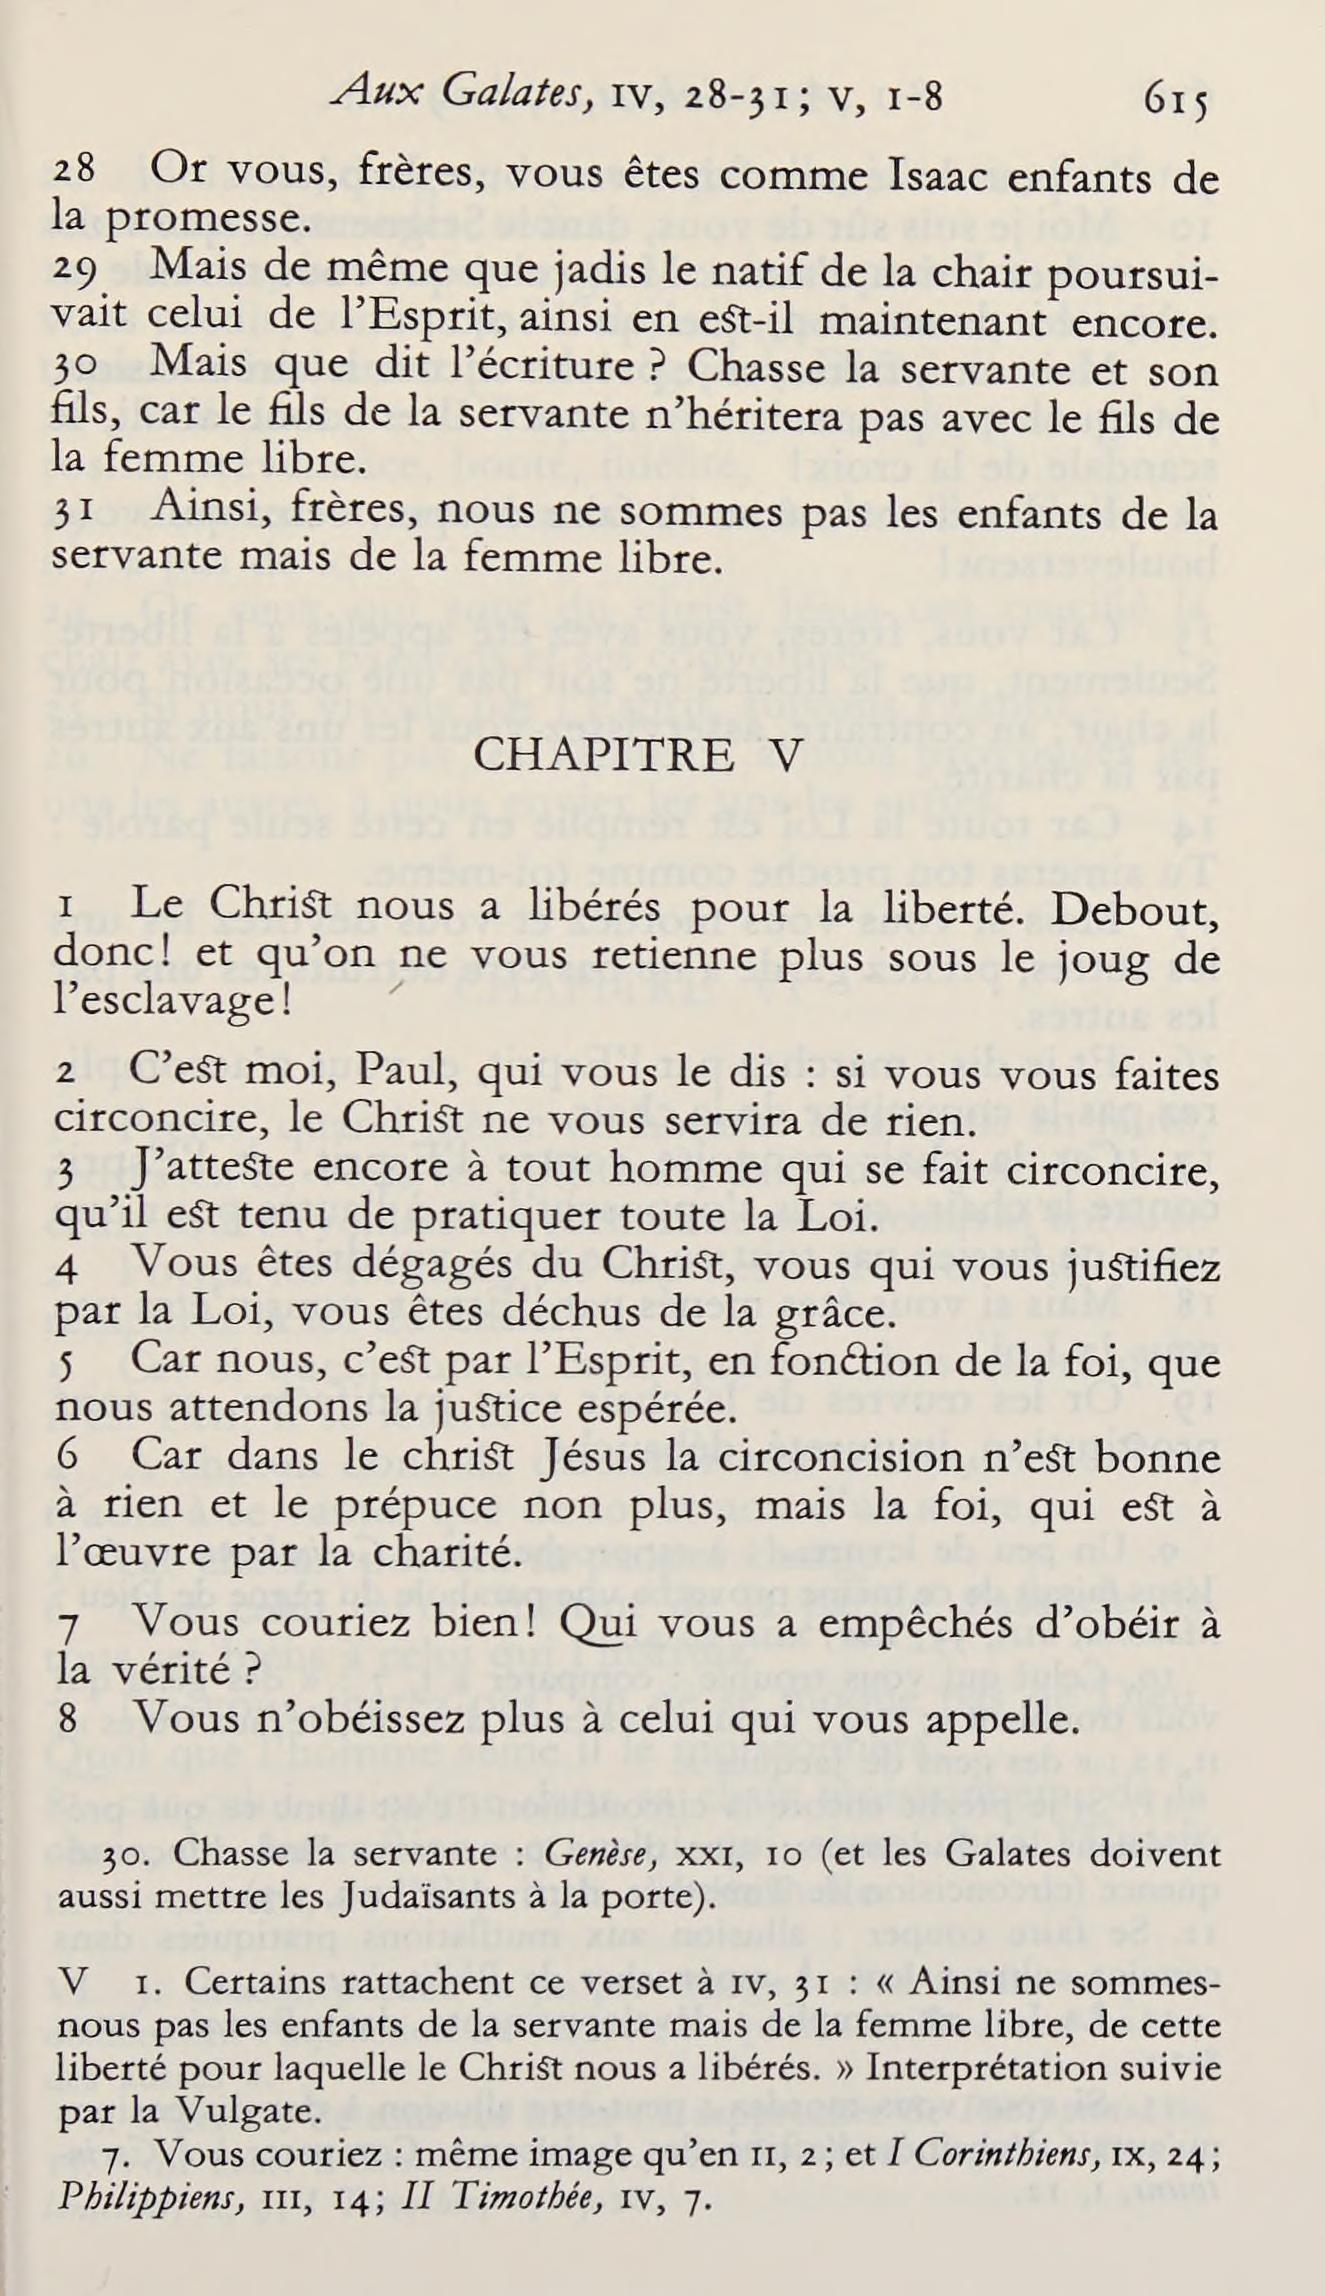 Aux Galates, IV, 28-31; V, 1-8 615
28 Or vous, frères, vous êtes comme Isaac enfants de
la promesse.
29 Mais de même que jadis le natif de la chair poursui-
vait celui de l’Esprit, ainsi en est-il maintenant encore.
30 Mais que dit l’écriture ? Chasse la servante et son
fils, car le fils de la servante n’héritera pas avec le fils de
la femme libre.
31 Ainsi, frères, nous ne sommes pas les enfants de la
servante mais de la femme libre.
CHAPITRE V
1 Le Christ nous a libérés pour la liberté. Debout,
donc! et qu’on ne vous retienne plus sous le joug de
l’esclavage!
2 C’est moi, Paul, qui vous le dis : si vous vous faites
circoncire, le Christ ne vous servira de rien.
3 J’atteste encore à tout homme qui se fait circoncire,
qu’il est tenu de pratiquer toute la Loi.
4 Vous êtes dégagés du Christ, vous qui vous justifiez
par la Loi, vous êtes déchus de la grâce.
5 Car nous, c’est par l’Esprit, en fonction de la foi, que
nous attendons la justice espérée.
6 Car dans le christ Jésus la circoncision n’est bonne
à rien et le prépuce non plus, mais la foi, qui est à
l’œuvre par la charité.
7 Vous couriez bien! Qui vous a empêchés d’obéir à
la vérité ?
8 Vous n’obéissez plus à celui qui vous appelle.
30. Chasse la servante : Genèse, XXI, 10 (et les Galates doivent
aussi mettre les Judaïsants à la porte).
V 1. Certains rattachent ce verset à IV, 31 : « Ainsi ne sommes-
nous pas les enfants de la servante mais de la femme libre, de cette
liberté pour laquelle le Christ nous a libérés. » Interprétation suivie
par la Vulgate.
7. Vous couriez : même image qu’en II, 2 ; et I Corinthiens, IX, 24 ;
Philippiens, III, 14; II Timothée, IV, 7.